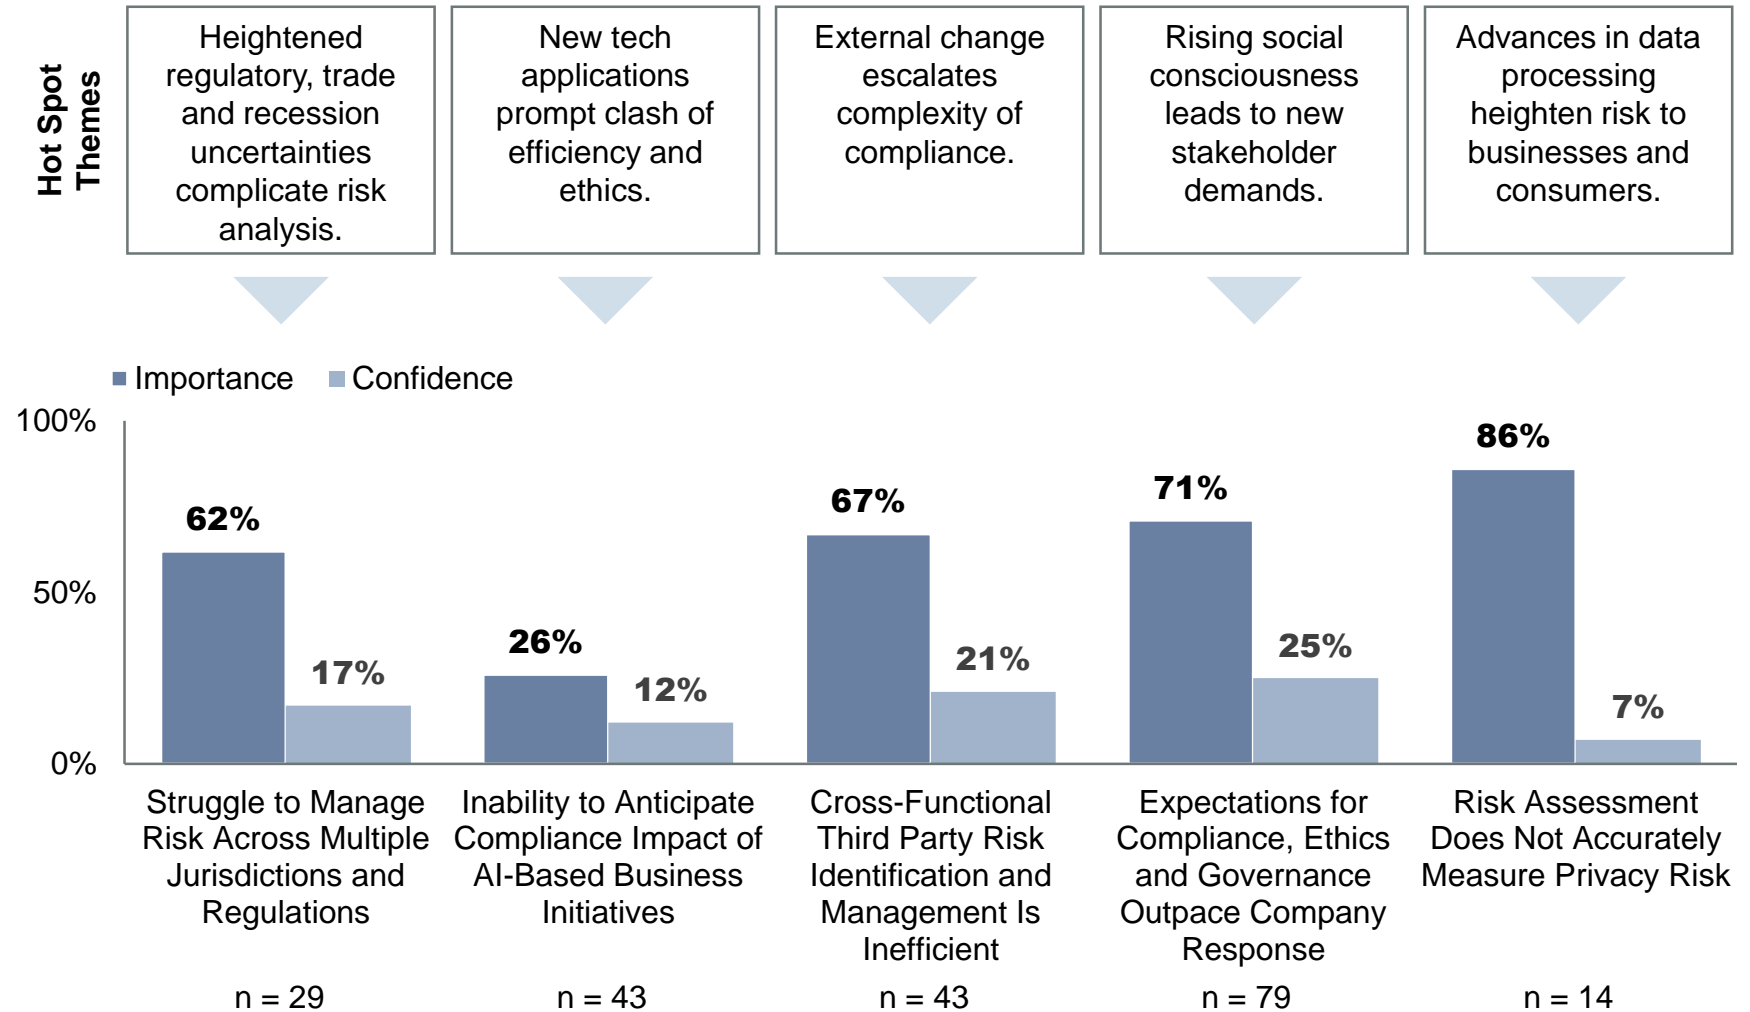 Hot Spot
Themes
Heightened
regulatory, trade
and recession
uncertainties
complicate risk
analysis.
New tech
applications
prompt clash of
efficiency and
ethics.
External change
escalates
complexity of
compliance.
Rising social
consciousness
leads to new
stakeholder
demands.
Advances in data
processing
heighten risk to
businesses and
consumers.
Importance
Confidence
100%
50%
0%
62%
17%
26%
12%
67%
21%
71%
25%
86%
7%
Struggle to Manage
Risk Across Multiple
Jurisdictions and
Regulations
n = 29
Inability to Anticipate
Compliance Impact of
AI-Based Business
Initiatives
n = 43
Cross-Functional
Third Party Risk
Identification and
Management Is
Inefficient
n = 43
Expectations for
Compliance, Ethics
and Governance
Outpace Company
Response
n = 79
Risk Assessment
Does Not Accurately
Measure Privacy Risk
n = 14